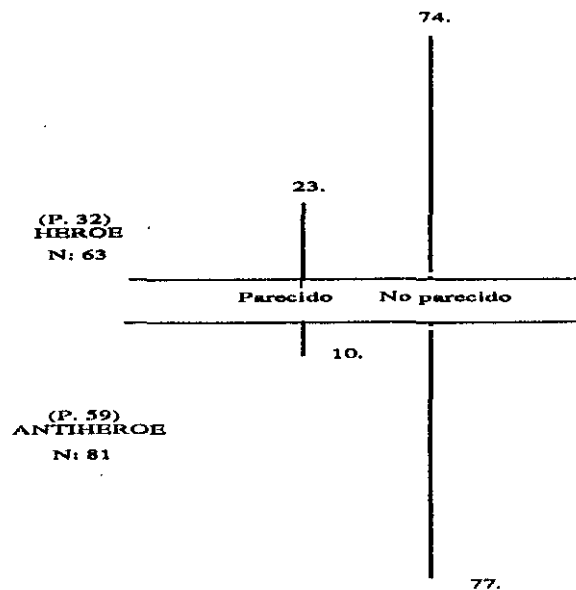 74.
23.
(P. 32)
HEROE
N: 63
Parecido No parecido
10.
(P. 59)
ANTIHEROE
N: 81
77.